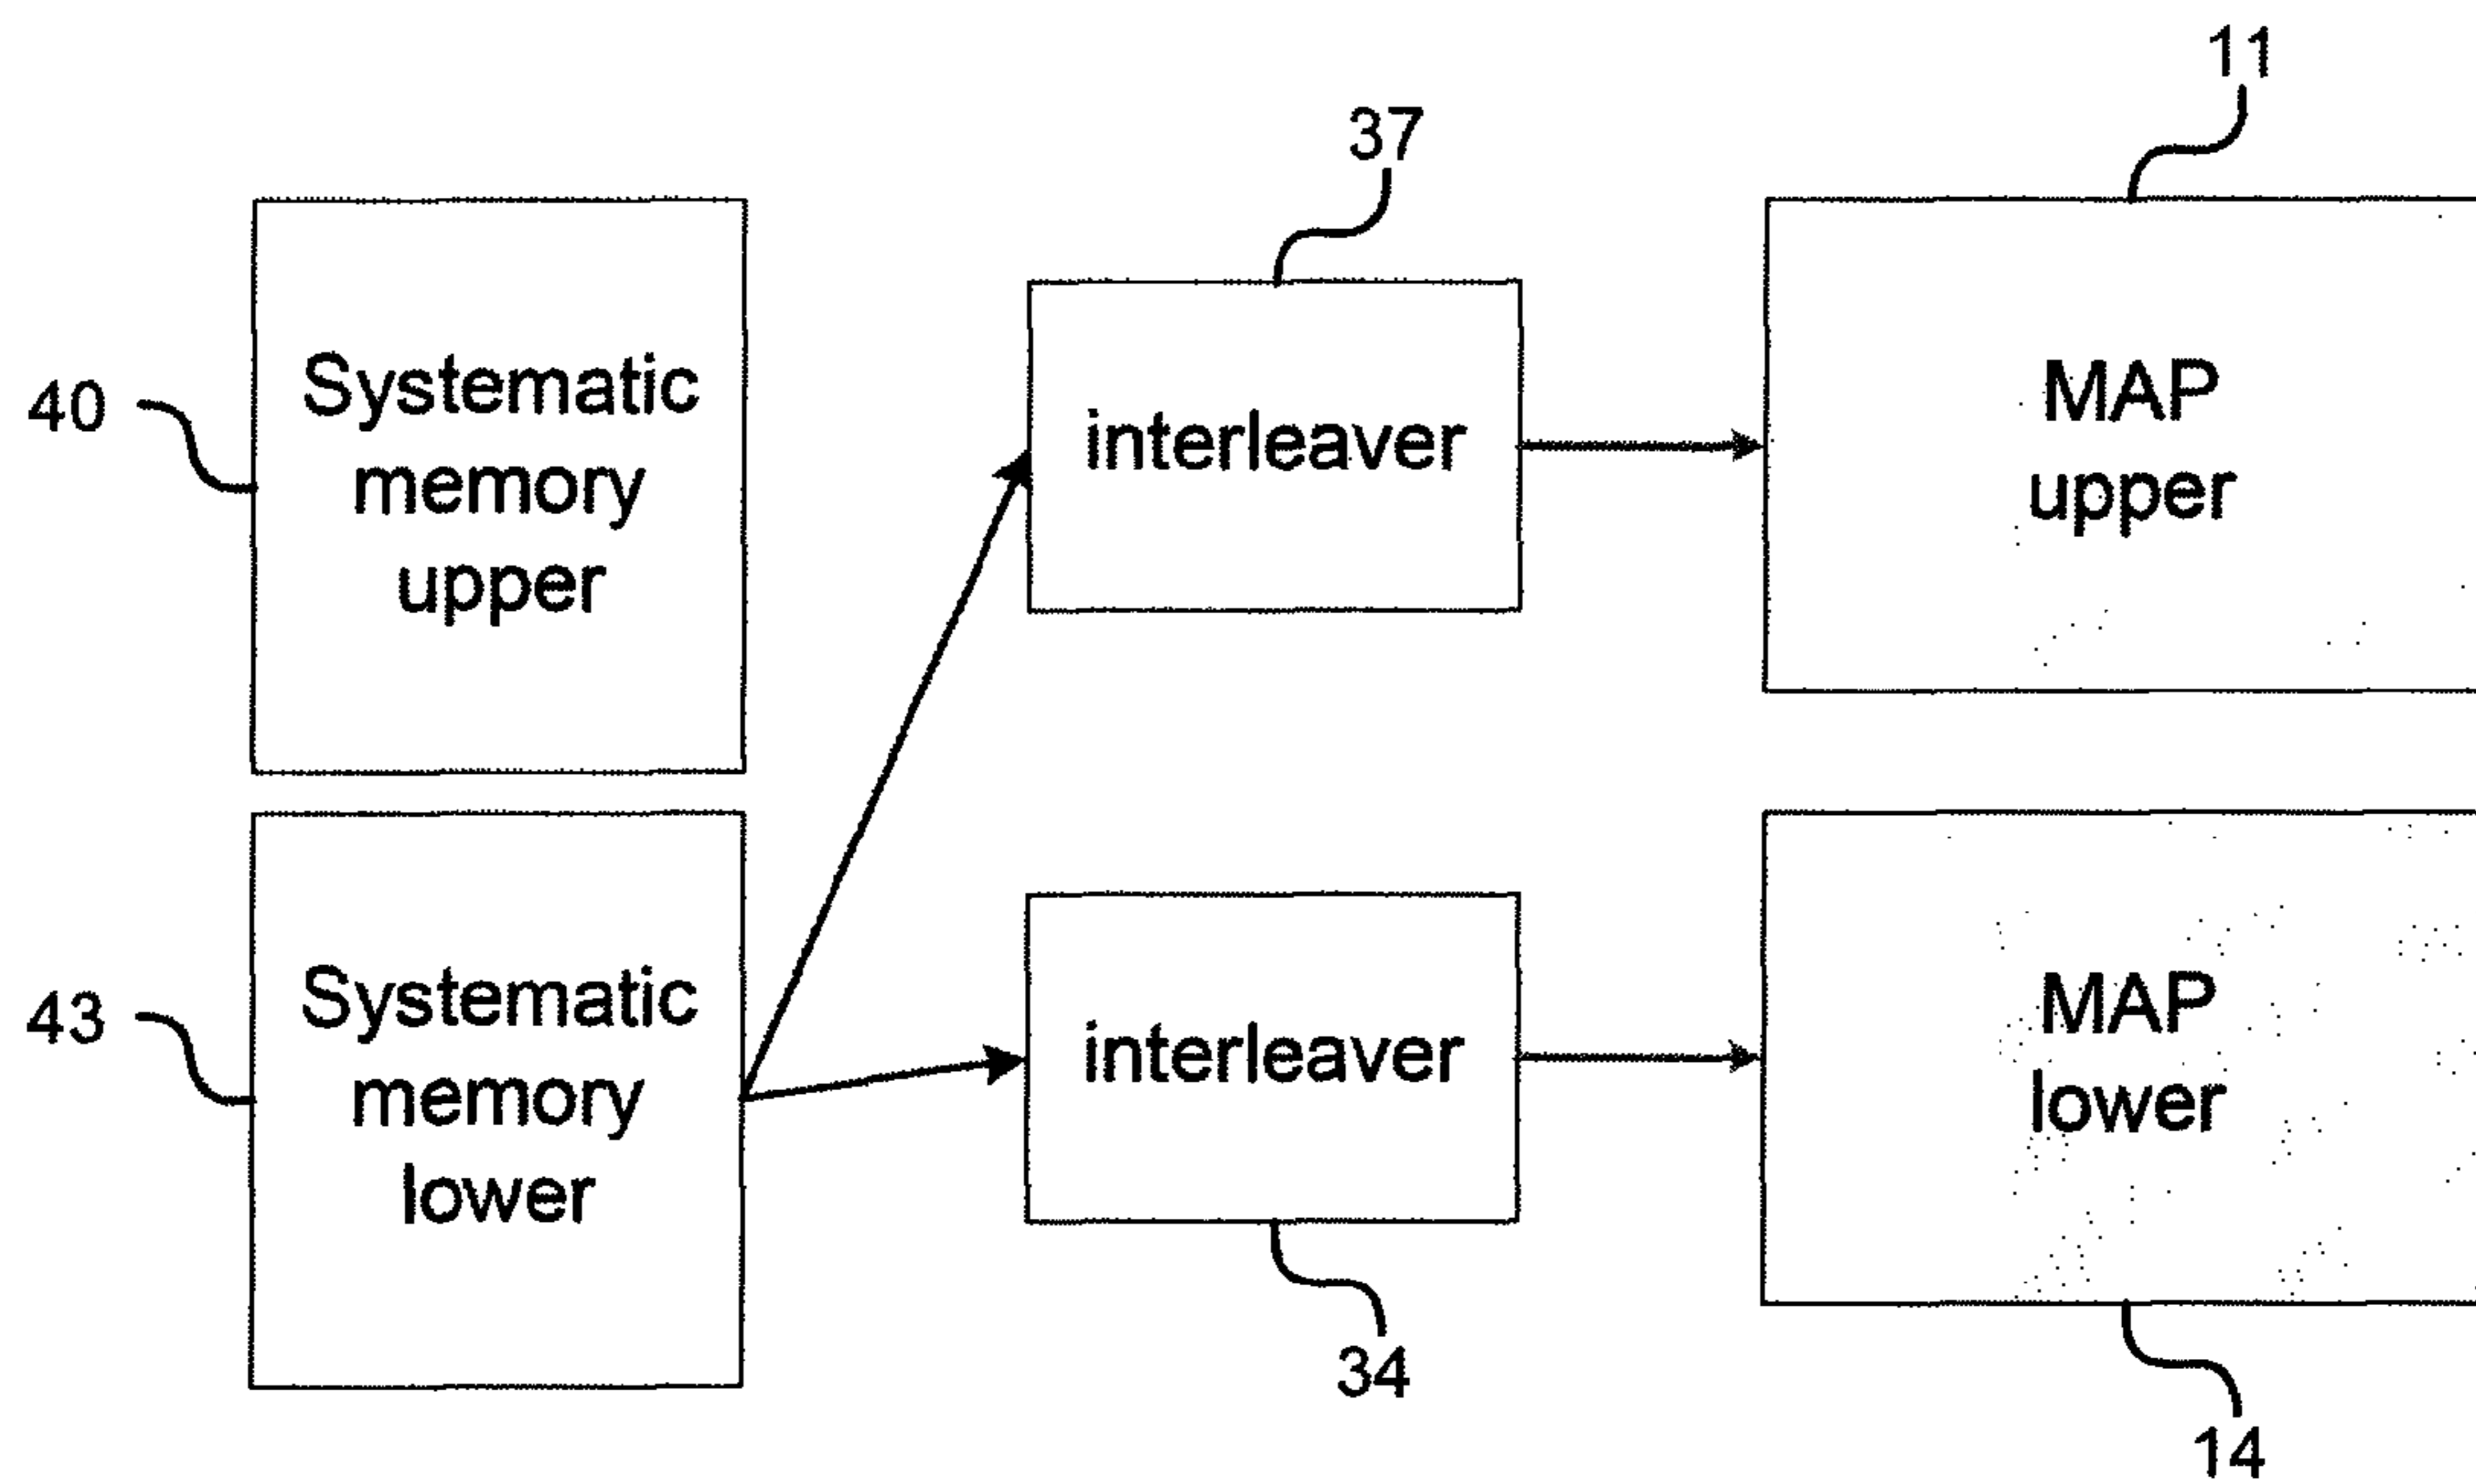 11
37
40
Systematic
memory
upper
interleaver
MAP
upper
43
Systematic
memory
lower
interleaver
MAP
lower
34
14